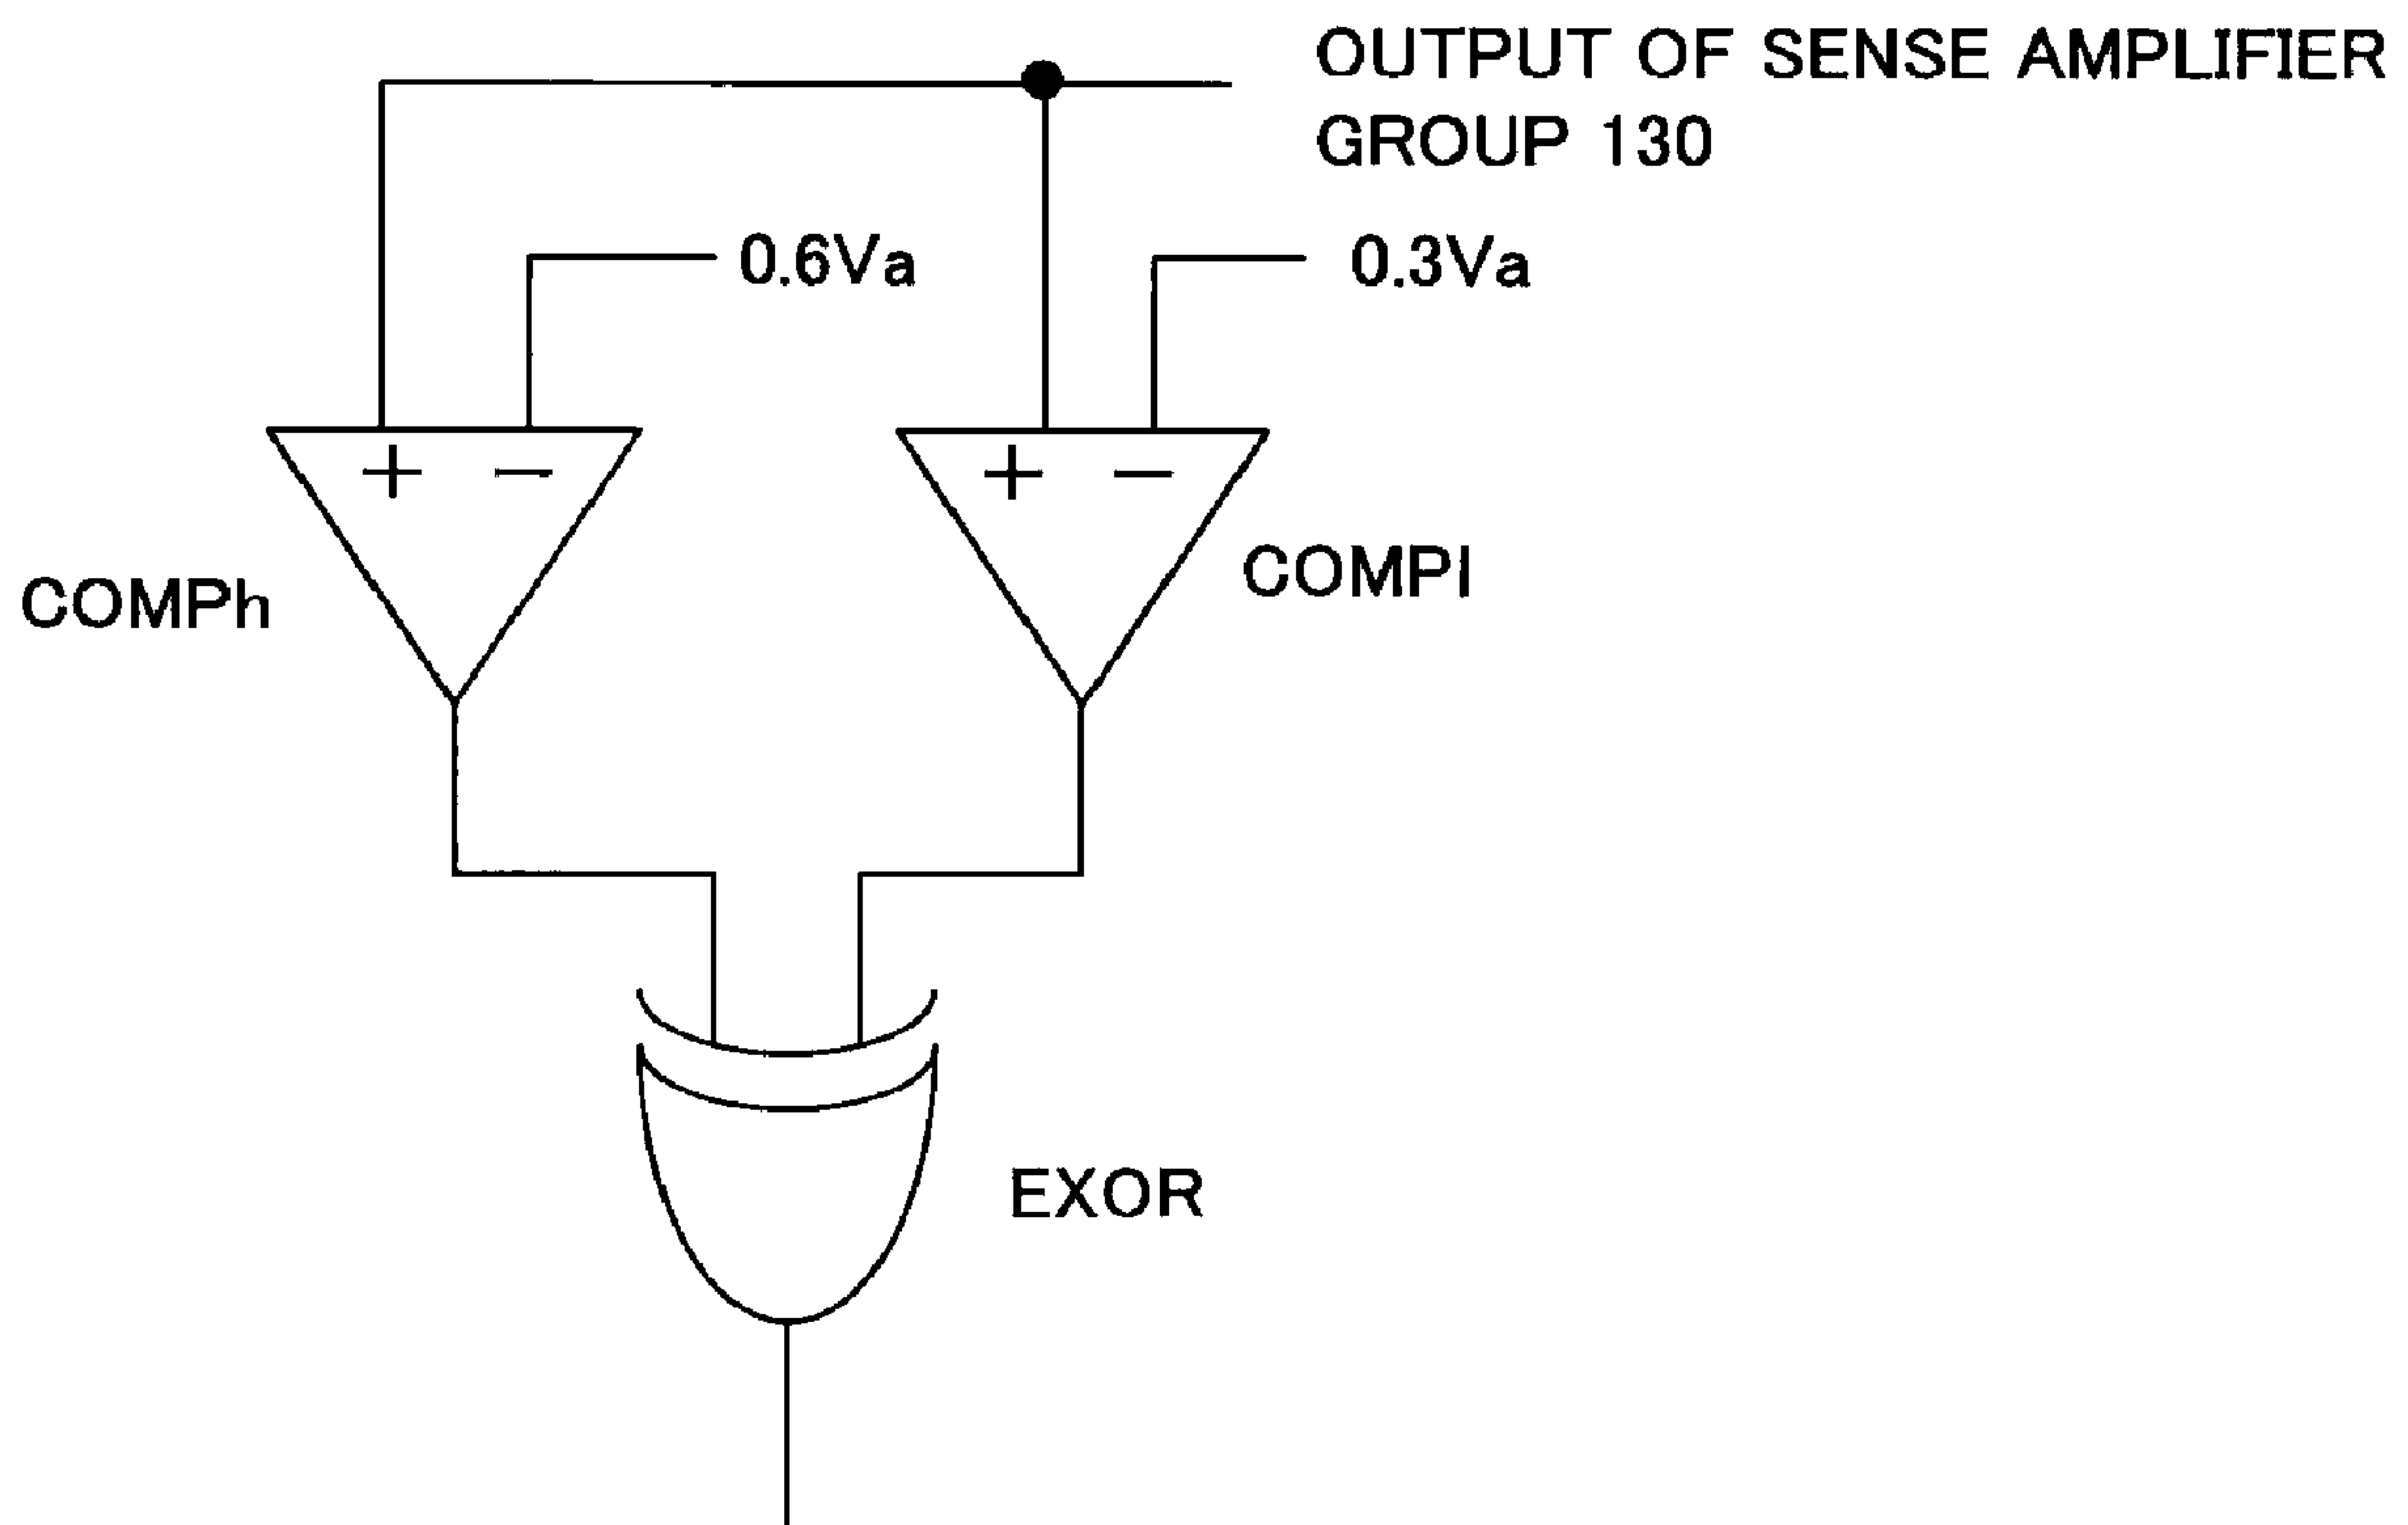 OUTPUT OF SENSE AMPLIFIER
GROUP 130
0.6Va
0.3Va
+
−
+
−
COMPh
COMPl
EXOR